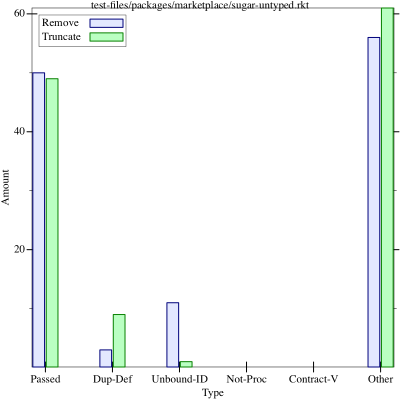 test-files/packages/marketplace/sugar-untyped.rkt
60
Remove
Truncate
40
Amount
20
Passed Dup-Def Unbound-ID Not-Proc Contract-V Other
Type